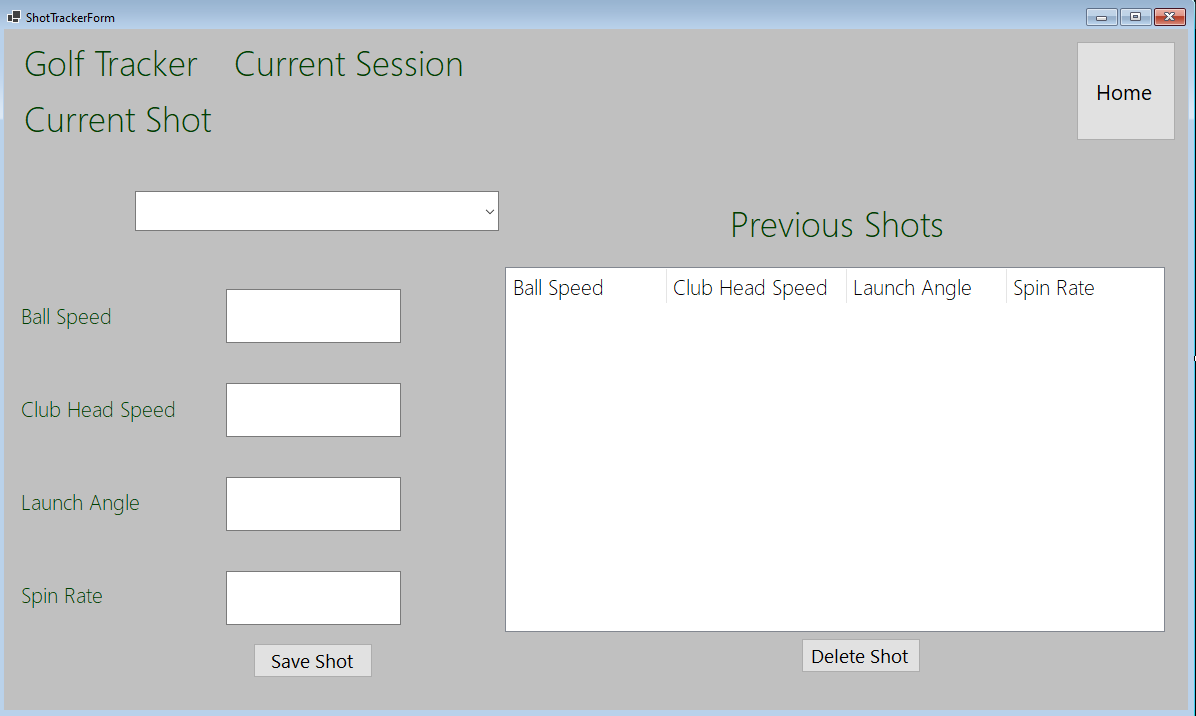 ShotTrackerForm
Golf Tracker Current Session
Home
Current Shot
Previous Shots
Ball Speed Club Head Speed Launch Angle Spin Rate
Ball Speed
Club Head Speed
Launch Angle
Spin Rate
Save Shot
Delete Shot